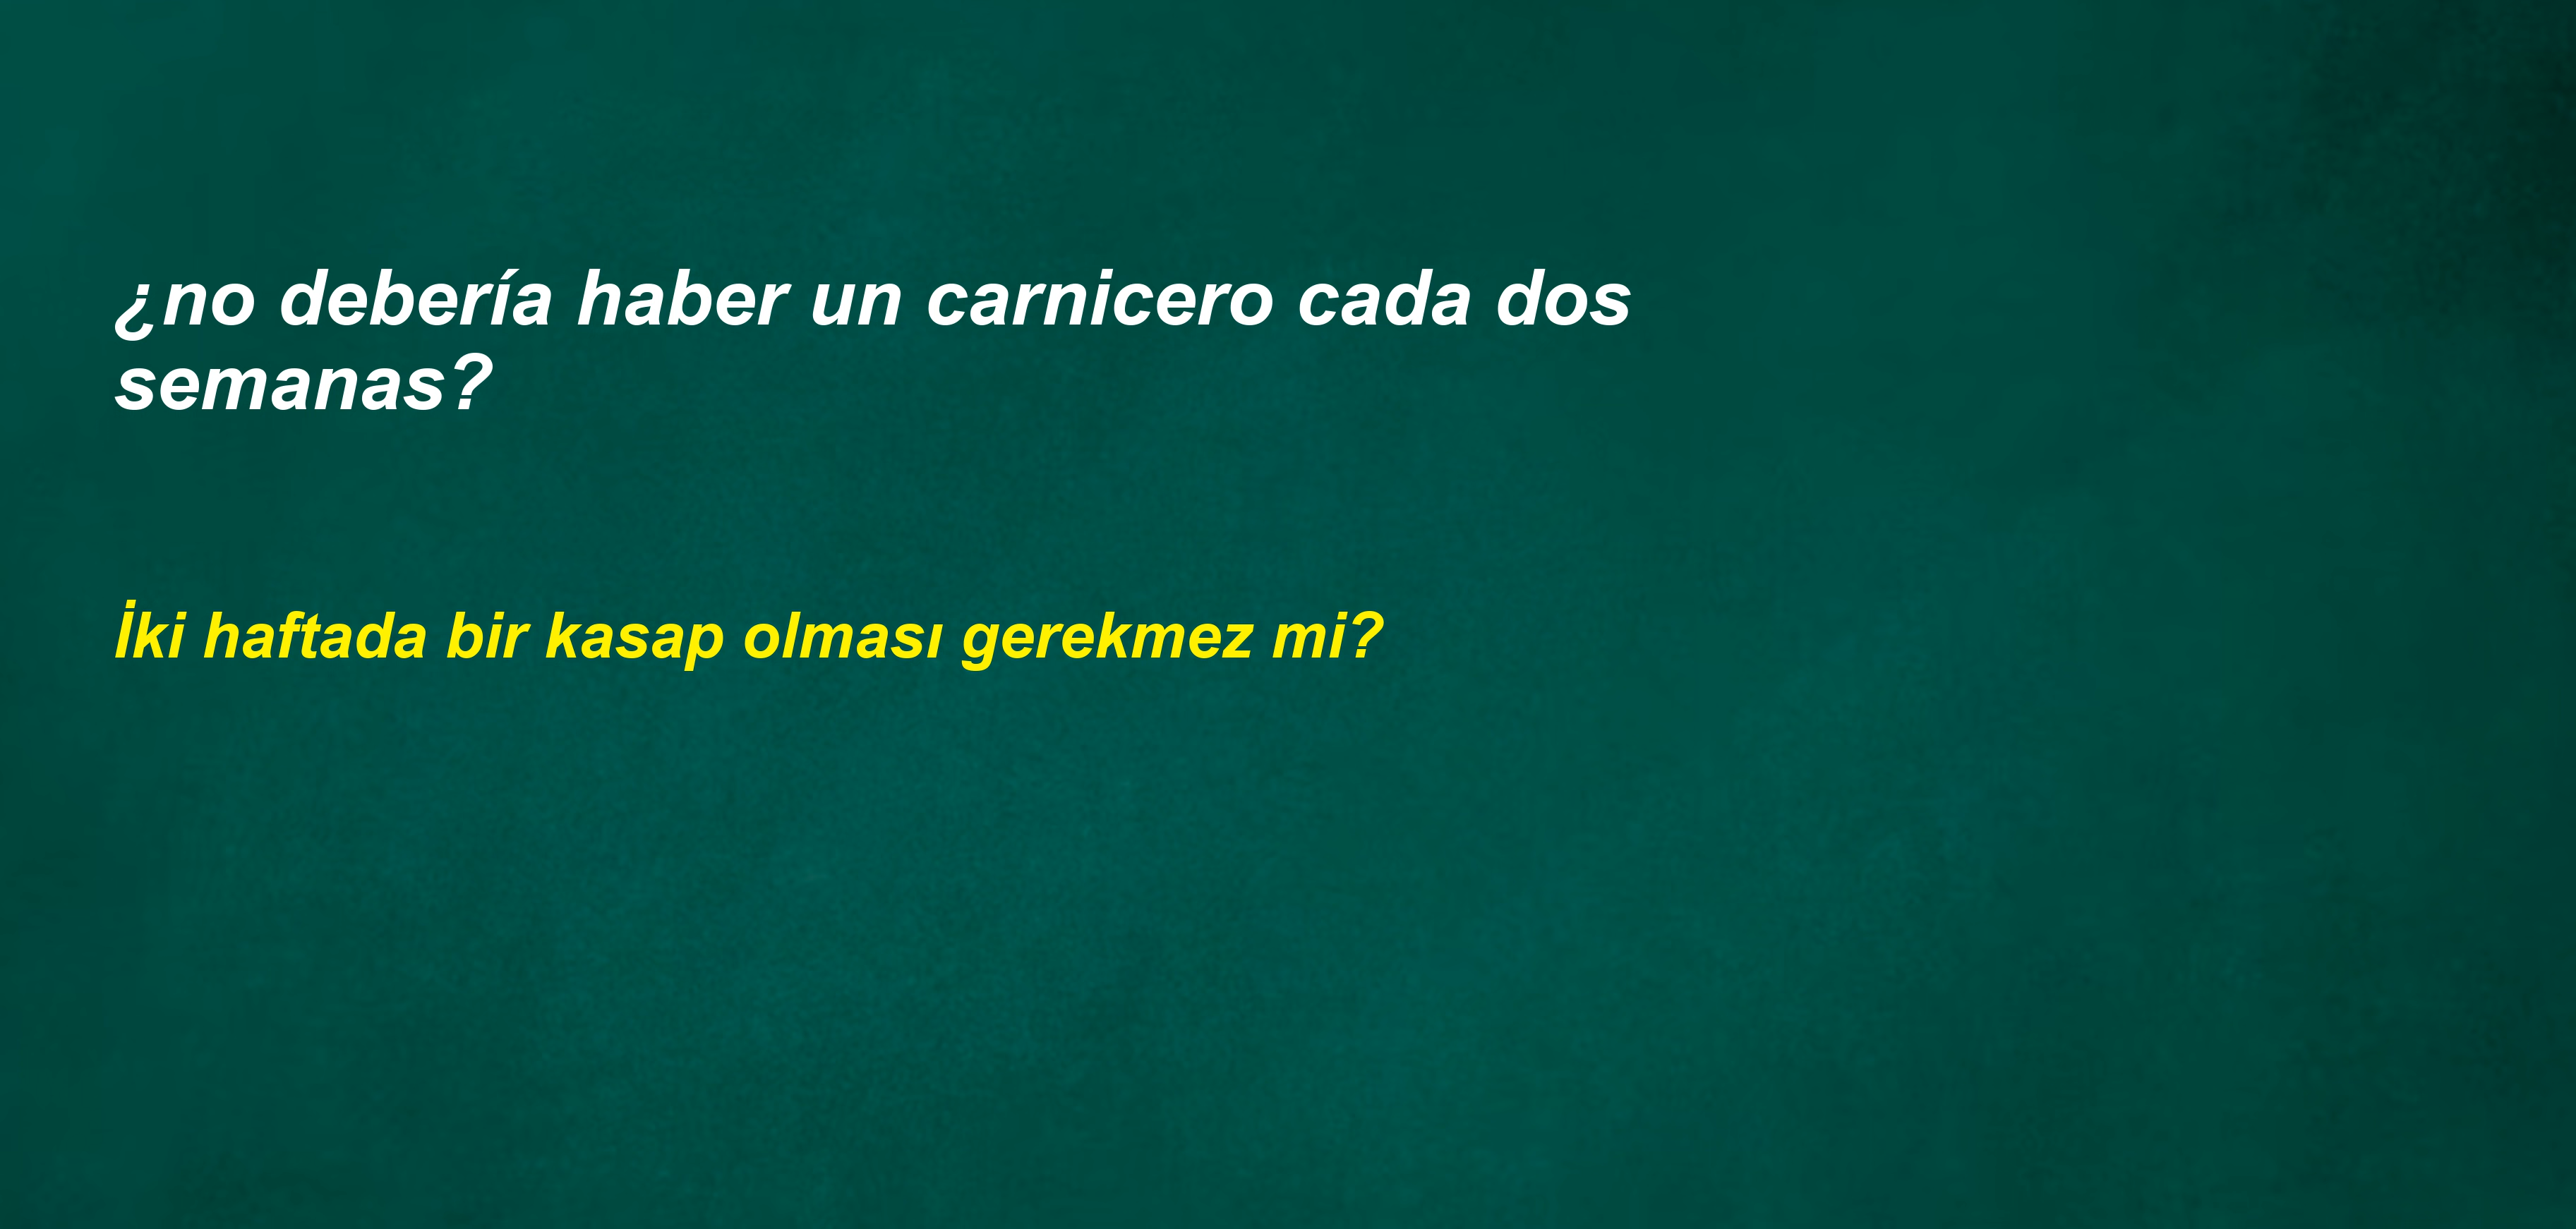 ¿no debería haber un carnicero cada dos
semanas?
İki haftada bir kasap olması gerekmez mi?